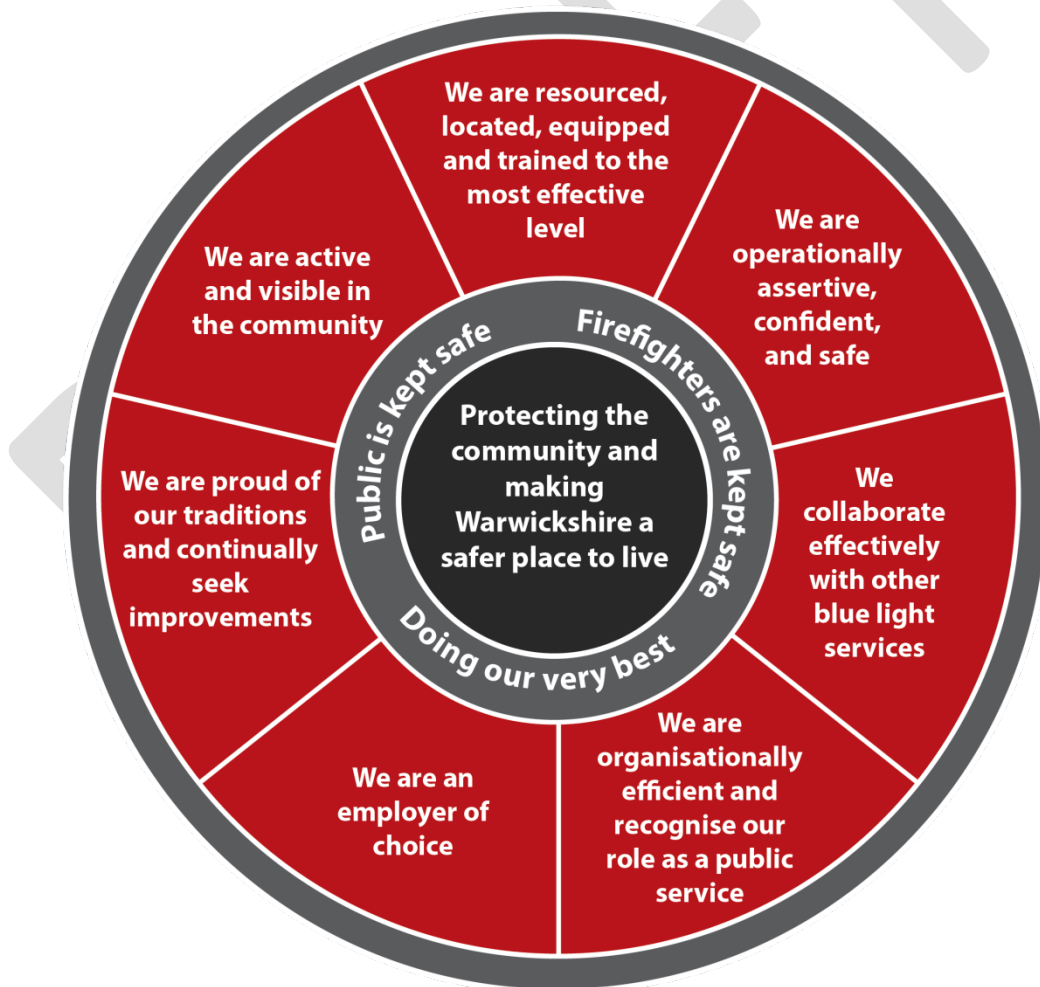 We are resourced,
located, equipped
and trained to the
most effective
level
We are
operationally
assertive,
confident,
and safe
We
collaborate
effectively
with other
blue light
services
We are
organisationally
efficient and
recognise our
role as a public
service
We are an
employer of
choice
We are proud of
our traditions
and continually
seek
improvements
We are active
and visible in
the community
Public is kept safe
Firefighters are kept safe
Doing our very best
Protecting the
community and
making
Warwickshire a
safer place to live